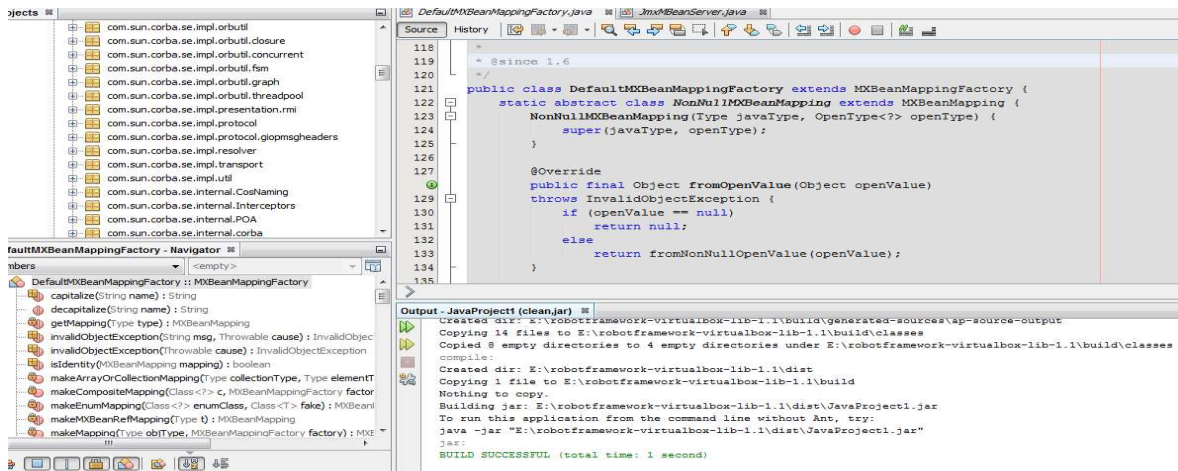 ojects
com.sun.corba.se.impl.orbutil
com.sun.corba.se.impl.orbutil.closure
com.sun.corba.se.impl.orbutil.concurrent
com.sun.corba.se.impl.orbutil.fsm
com.sun.corba.se.impl.orbutil.graph
com.sun.corba.se.impl.orbutil.threadpool
com.sun.corba.se.impl.presentation.rmi
com.sun.corba.se.impl.protocol
com.sun.corba.se.impl.protocol.giopmsgheaders
com.sun.corba.se.impl.resolver
com.sun.corba.se.impl.transport
com.sun.corba.se.impl.util
com.sun.corba.se.internal.CosNaming
com.sun.corba.se.internal.Interceptors
com.sun.corba.se.internal.POA
com.sun.corba.se.internal.corba
faultMXBeanMappingFactory - Navigator
mbers <empty>
DefaultMXBeanMappingFactory :: MXBeanMappingFactory
capitalize(String name) : String
decapitalize(String name) : String
getMapping(Type type) : MXBeanMapping
invalidObjectException(String msg, Throwable cause) : InvalidObjec
invalidObjectException(Throwable cause) : InvalidObjectException
isIdentity(MXBeanMapping mapping) : boolean
makeArrayOrCollectionMapping(Type collectionType, Type elementT
makeCompositeMapping(Class<?> c, MXBeanMappingFactory factor
makeEnumMapping(Class<?> enumClass, Class<T> fake) : MXBeanI
makeMXBeanRefMapping(Type t) : MXBeanMapping
makeMapping(Type objType, MXBeanMappingFactory factory) : MXE
DefaultMXBeanMappingFactory.java JmxMBeanServer.java
Source History
118 *
119 * @since 1.6
120 */
121 public class DefaultMXBeanMappingFactory extends MXBeanMappingFactory {
122 static abstract class NonNullMXBeanMapping extends MXBeanMapping {
123 NonNullMXBeanMapping(Type javaType, OpenType<?> openType) {
124 super(javaType, openType);
125 }
126
127 @Override
public final Object fromOpenValue(Object openValue)
129 throws InvalidObjectException {
130 if (openValue == null)
131 return null;
132 else
133 return fromNonNullOpenValue(openValue);
134 }
135
Output - JavaProject1 (clean,jar)
Created dir: E:\robotframework-virtualbox-lib-1.1\build\generated-sources\ap-source-output
Copying 14 files to E:\robotframework-virtualbox-lib-1.1\build\classes
Copied 8 empty directories to 4 empty directories under E:\robotframework-virtualbox-lib-1.1\build\classes
compile:
Created dir: E:\robotframework-virtualbox-lib-1.1\dist
Copying 1 file to E:\robotframework-virtualbox-lib-1.1\build
Nothing to copy.
Building jar: E:\robotframework-virtualbox-lib-1.1\dist\JavaProject1.jar
To run this application from the command line without Ant, try:
java -jar "E:\robotframework-virtualbox-lib-1.1\dist\JavaProject1.jar"
jar:
BUILD SUCCESSFUL (total time: 1 second)